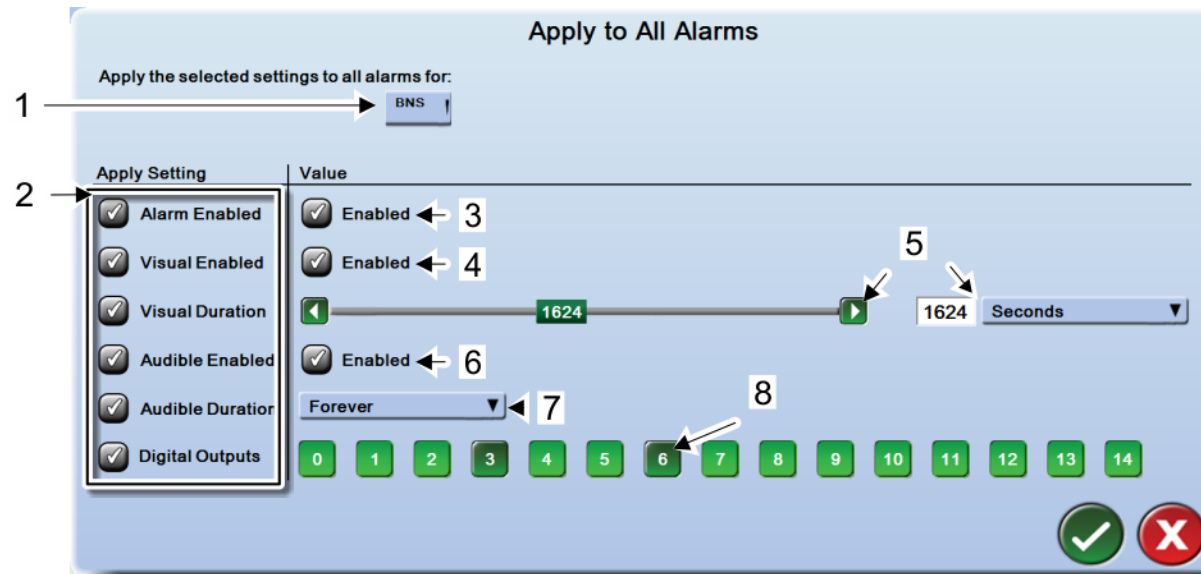 Apply to All Alarms
Apply the selected settings to all alarms for:
1
BNS
Apply Setting
Value
2
Alarm Enabled
Enabled
3
Visual Enabled
Enabled
4
5
Visual Duration
1624
1624
Seconds
Audible Enabled
Enabled
6
Audible Duration
Forever
7
8
Digital Outputs
0 1 2 3 4 5 6 7 8 9 10 11 12 13 14
X